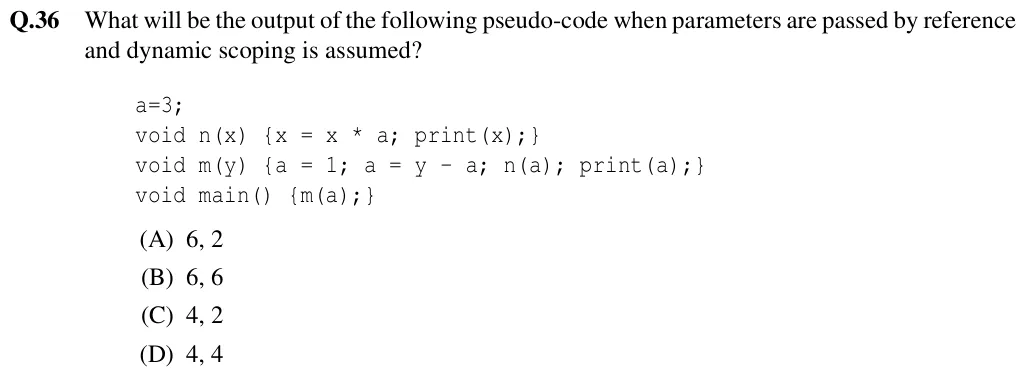 Q.36 What will be the output of the following pseudo-code when parameters are passed by reference
and dynamic scoping is assumed?
a=3;
void n(x) {x = x * a; print(x);}
void m(y) {a = 1; a = y - a; n(a); print(a);}
void main() {m(a);}
(A) 6, 2
(B) 6, 6
(C) 4, 2
(D) 4, 4